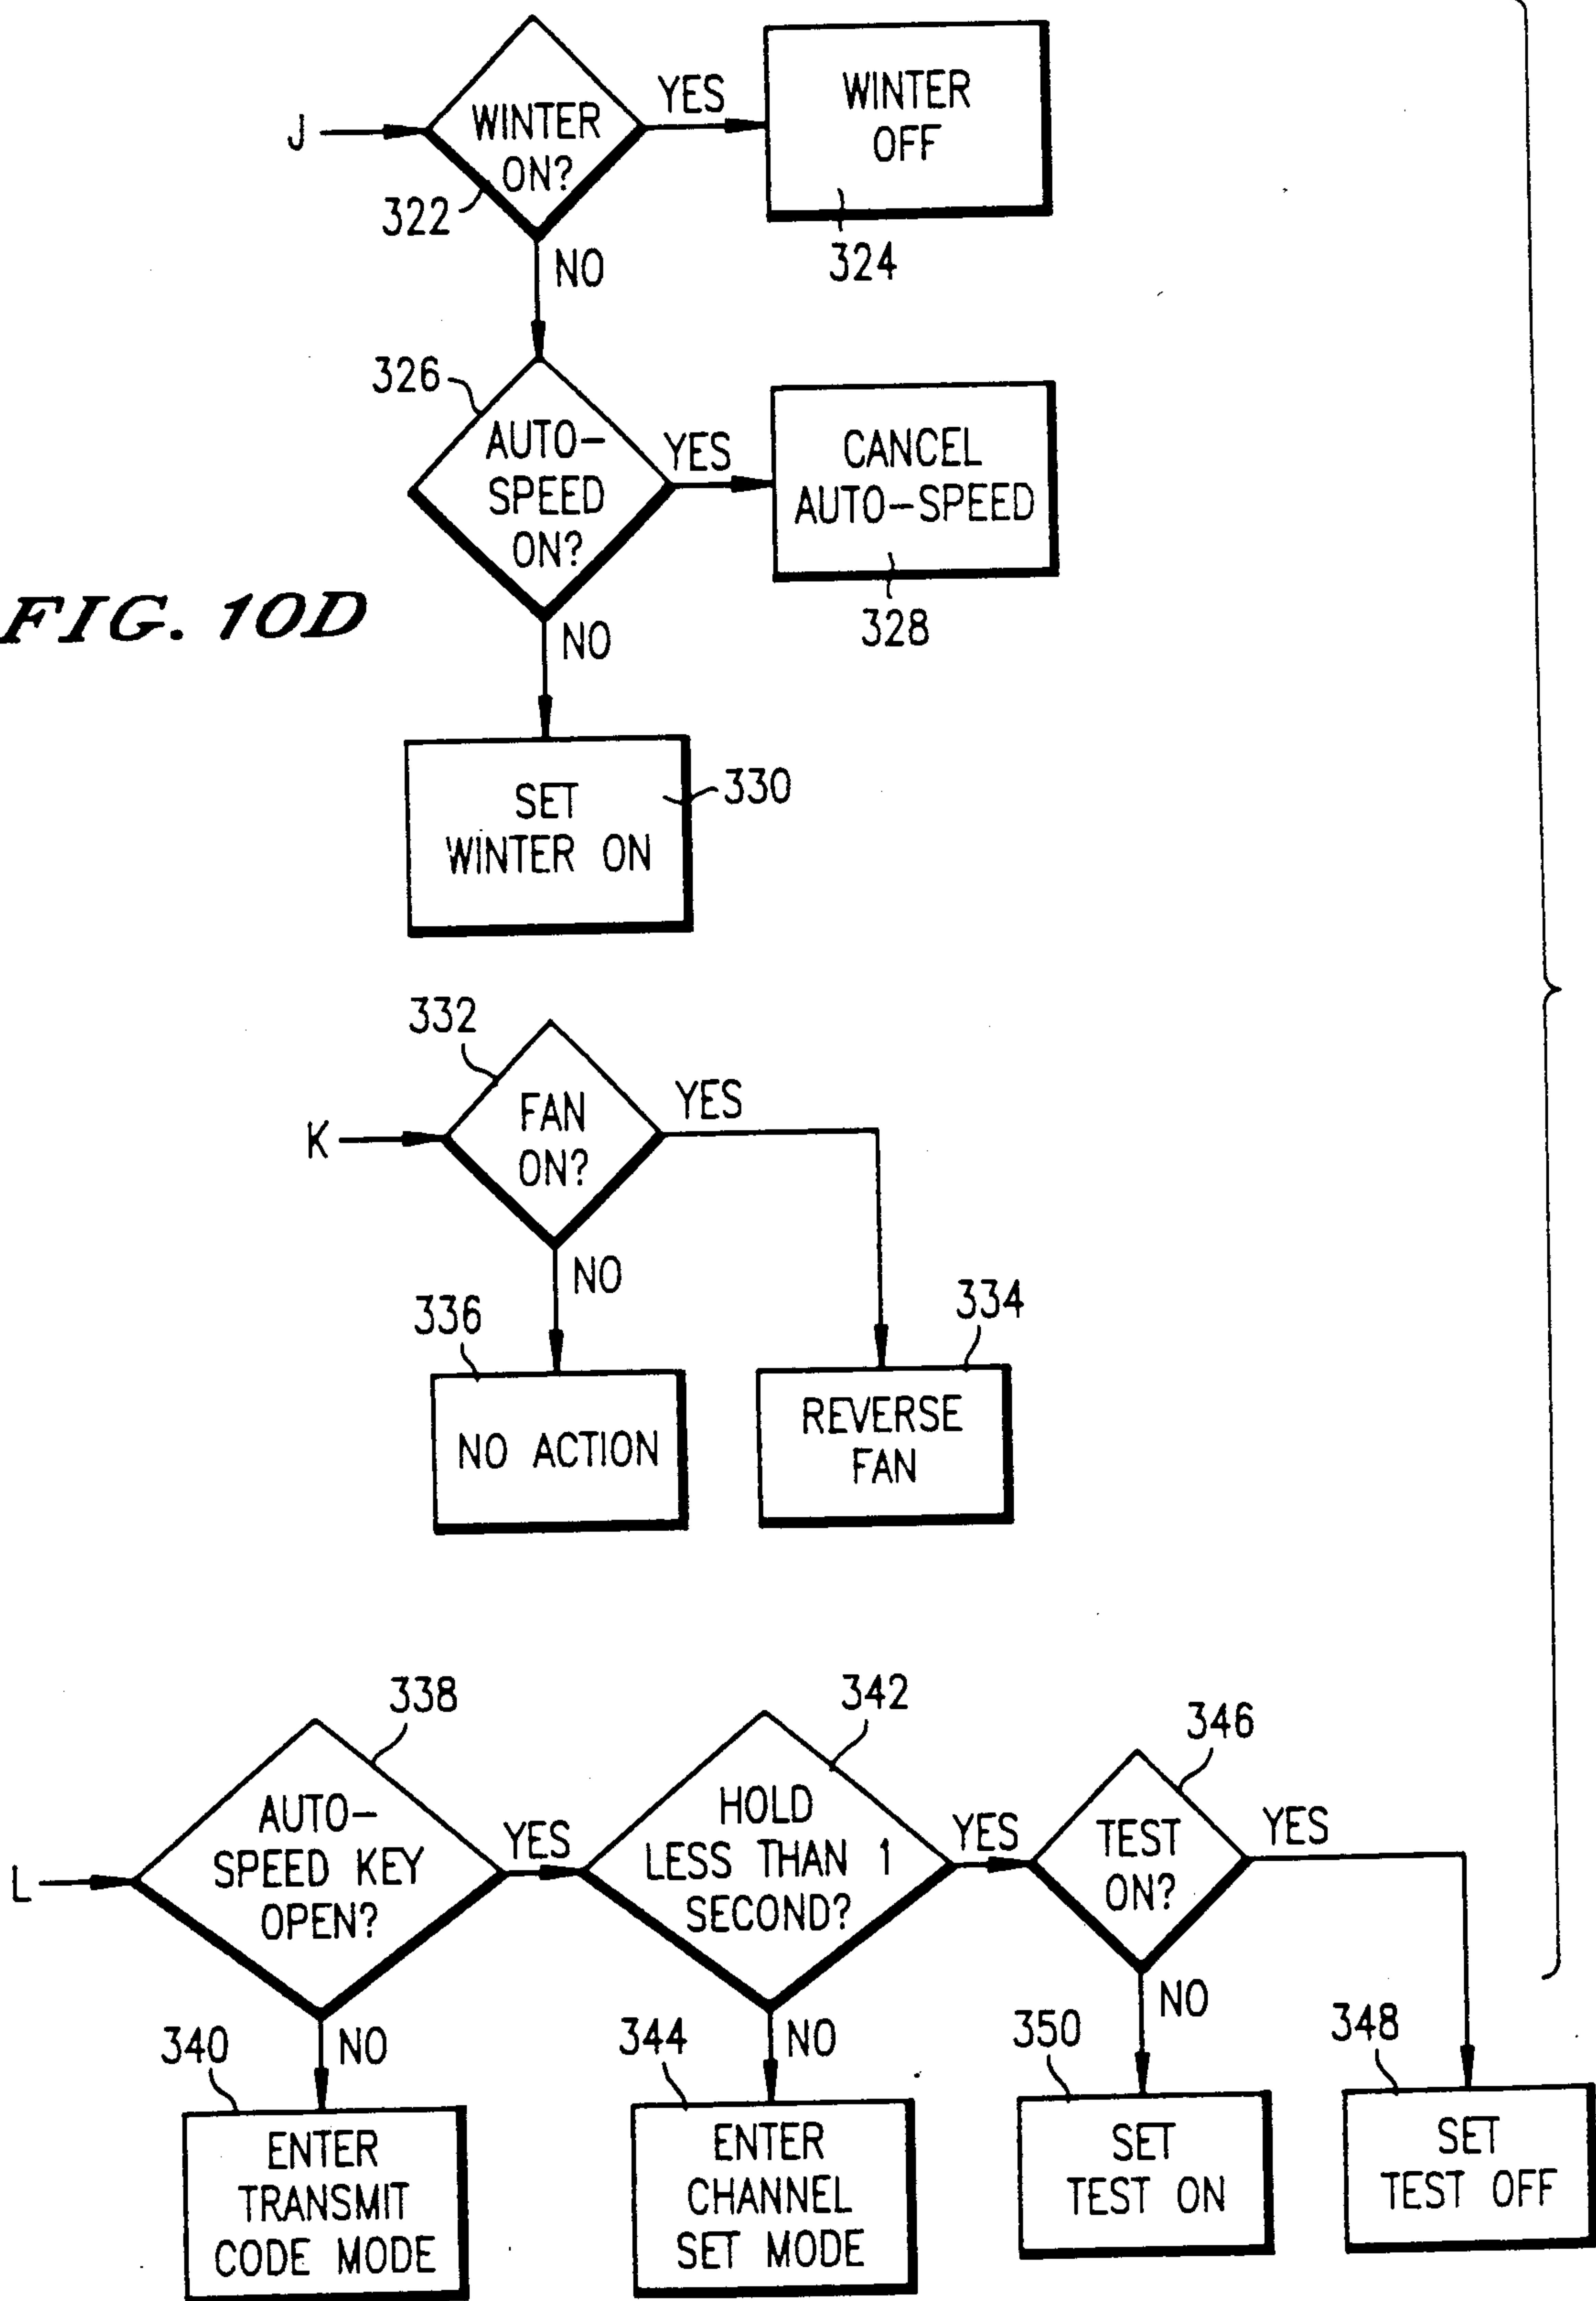 J
WINTER
ON?
322
YES
WINTER
OFF
324
NO
326
AUTO-
SPEED
ON?
YES
CANCEL
AUTO-SPEED
328
FIG. 10D
NO
SET
WINTER ON
330
332
K
FAN
ON?
YES
NO
336
NO ACTION
334
REVERSE
FAN
338
L
AUTO-
SPEED KEY
OPEN?
YES
342
HOLD
LESS THAN 1
SECOND?
YES
346
TEST
ON?
YES
340
NO
ENTER
TRANSMIT
CODE MODE
344
NO
ENTER
CHANNEL
SET MODE
350
NO
SET
TEST ON
348
SET
TEST OFF